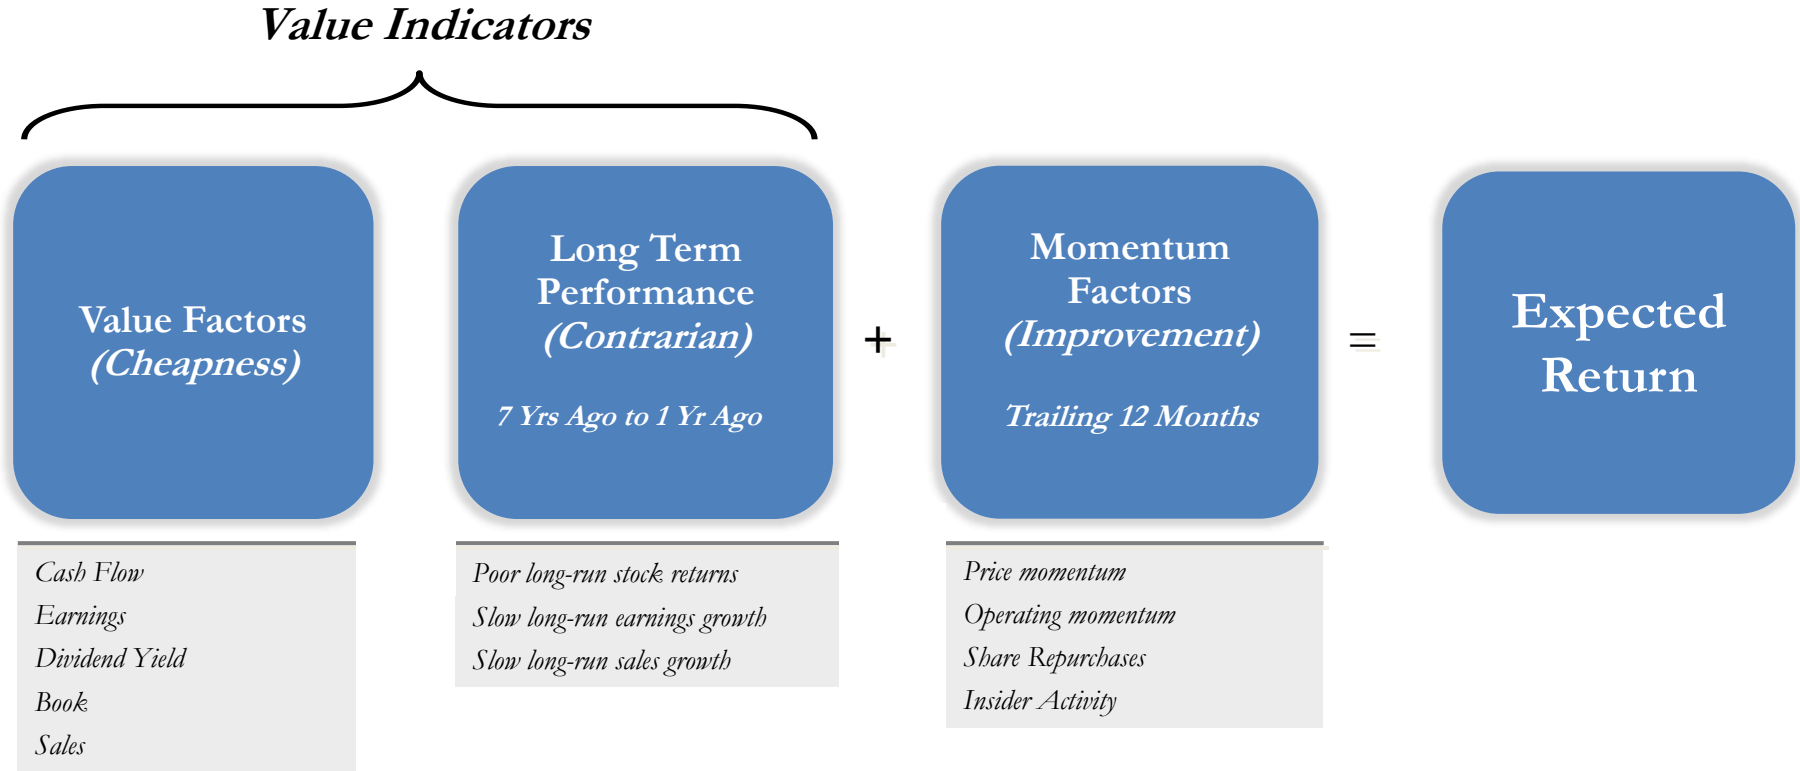 Value Indicators
Value Factors
(Cheapness)
Long Term
Performance
(Contrarian)
7 Yrs Ago to 1 Yr Ago
+
Momentum
Factors
(Improvement)
Trailing 12 Months
=
Expected
Return
Cash Flow
Earnings
Dividend Yield
Book
Sales
Poor long-run stock returns
Slow long-run earnings growth
Slow long-run sales growth
Price momentum
Operating momentum
Share Repurchases
Insider Activity